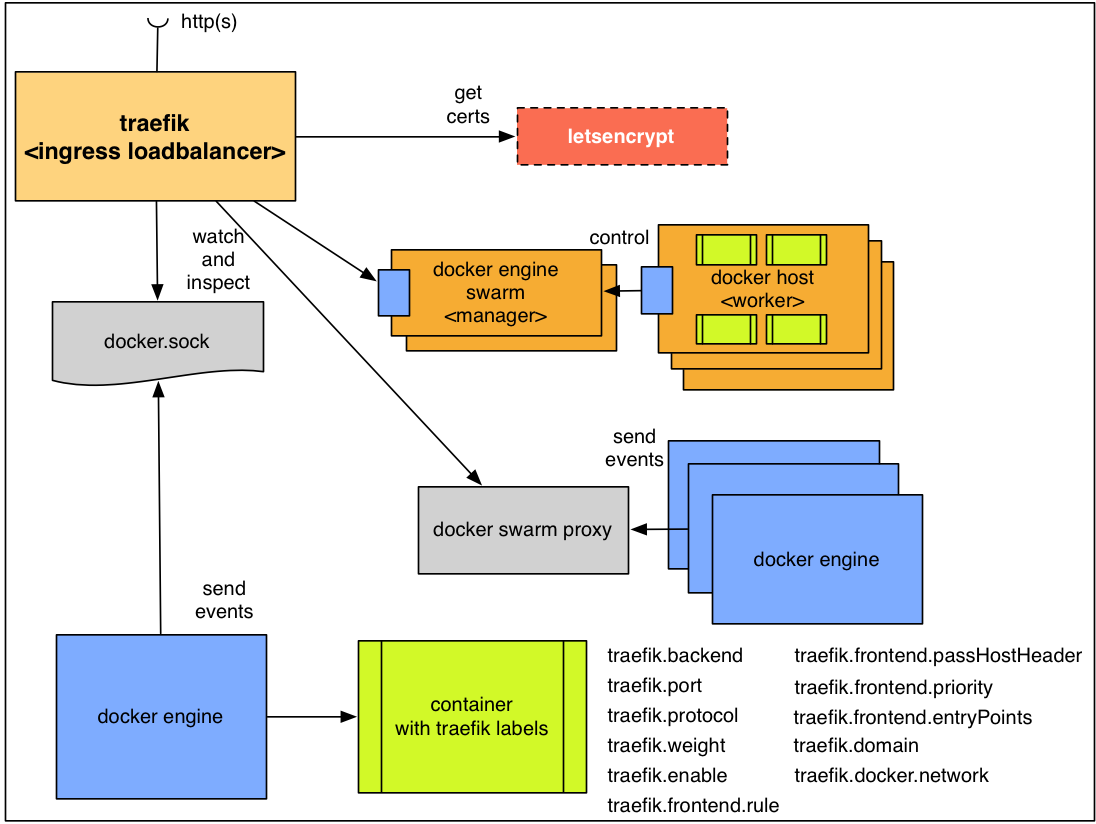 http(s)
traefik
<ingress loadbalancer>
get
certs
letsencrypt
watch
and
inspect
control
docker engine
swarm
<manager>
docker host
<worker>
docker.sock
send
events
docker swarm proxy
docker engine
send
events
docker engine
container
with traefik labels
traefik.backend
traefik.port
traefik.protocol
traefik.weight
traefik.enable
traefik.frontend.rule
traefik.frontend.passHostHeader
traefik.frontend.priority
traefik.frontend.entryPoints
traefik.domain
traefik.docker.network